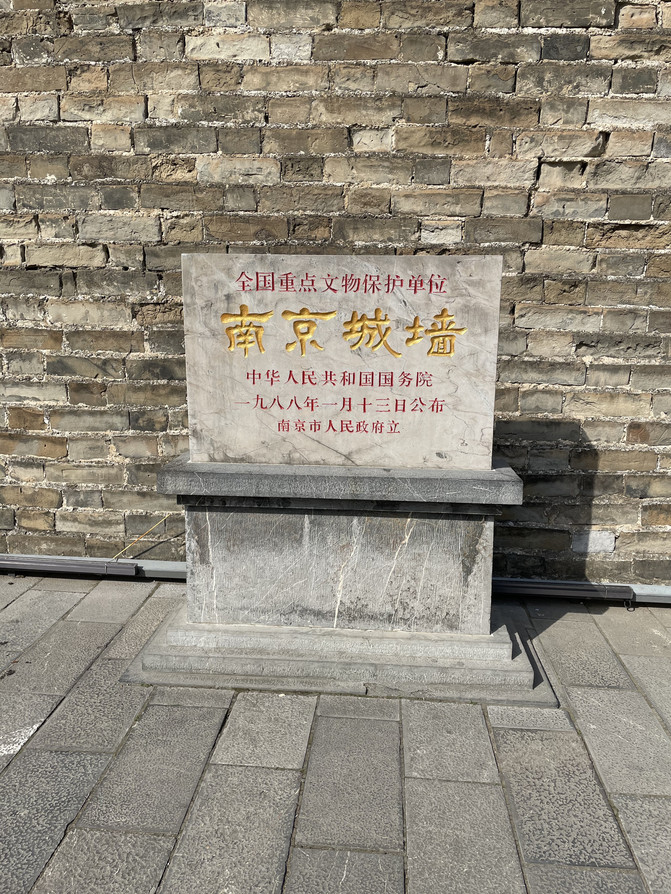 全国重点文物保护单位
南京城墙
中华人民共和国国务院
一九八八年一月十三日公布
南京市人民政府立